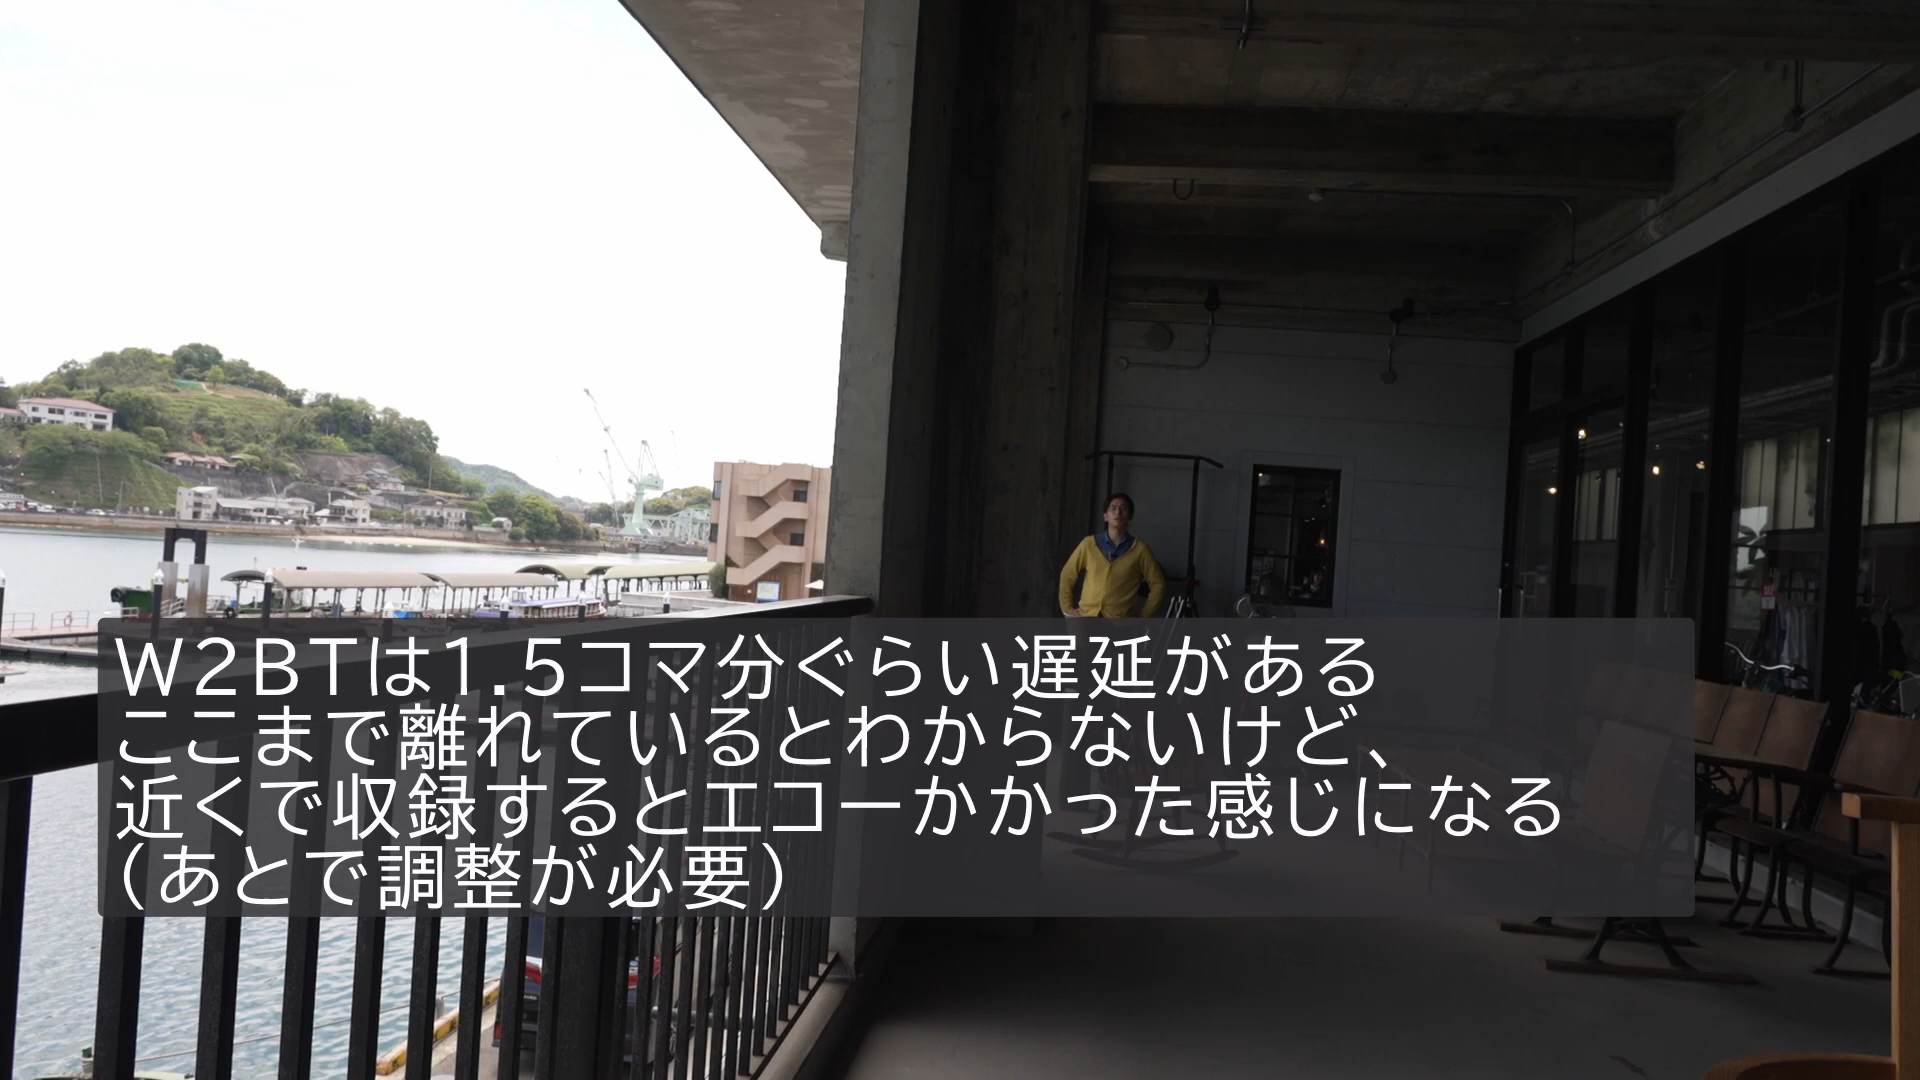 W2BTは1.5コマ分ぐらい遅延がある
ここまで離れているとわからないけど、
近くで収録するとエコーかかった感じになる
（あとで調整が必要）